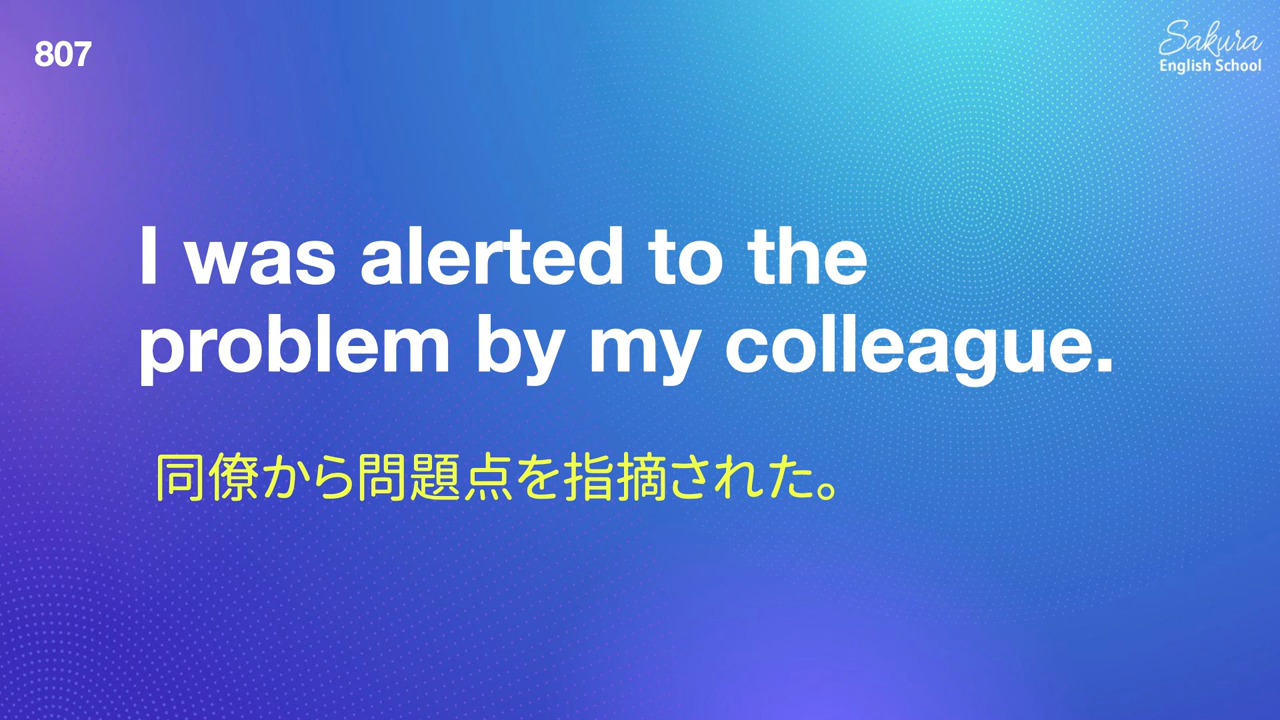 807
Sakura
English School
I was alerted to the
problem by my colleague.
同僚から問題点を指摘された。